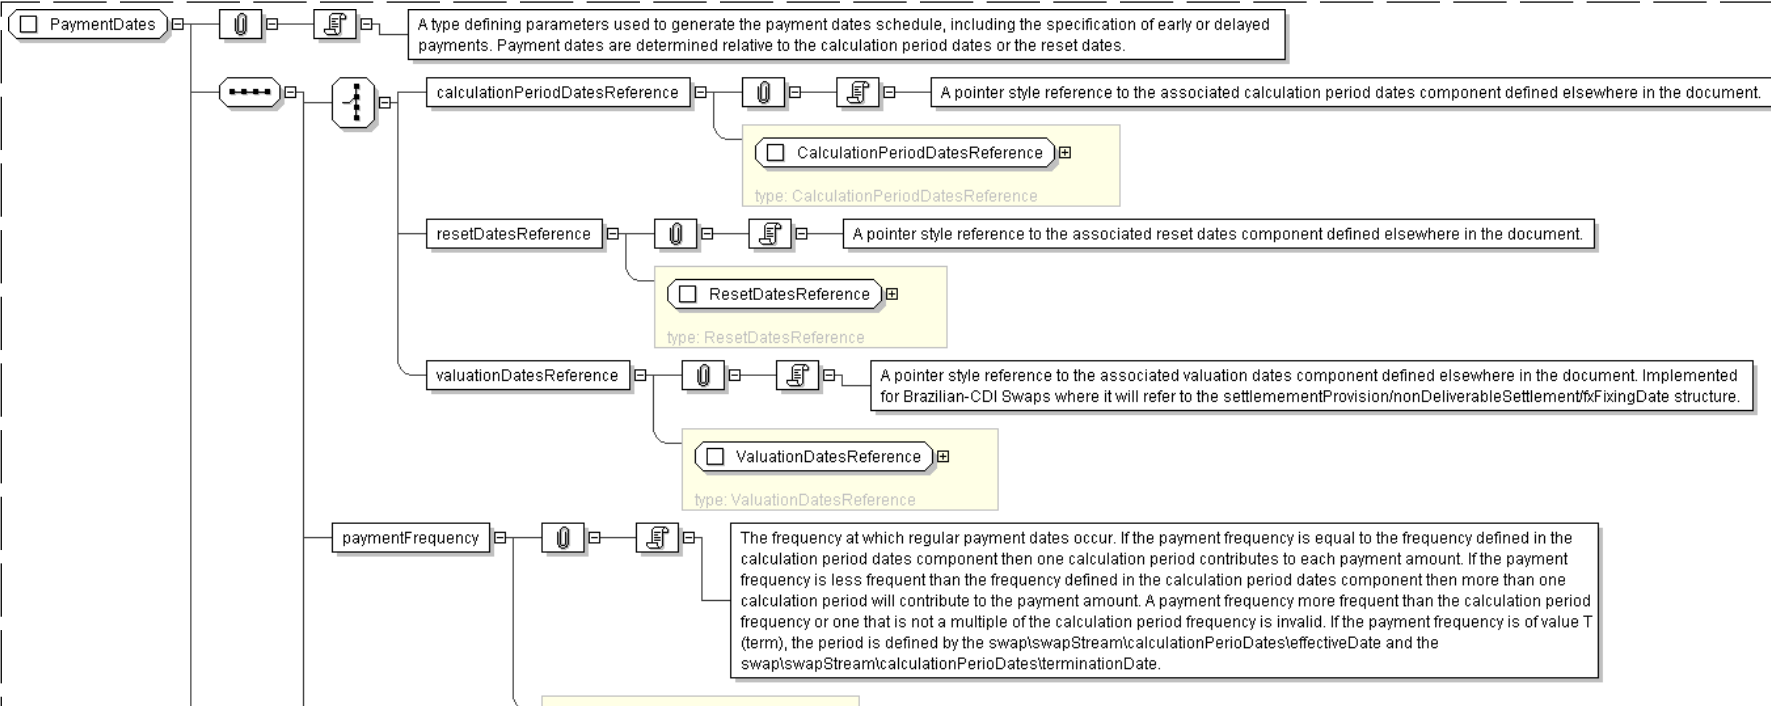 PaymentDates
A type defining parameters used to generate the payment dates schedule, including the specification of early or delayed
payments. Payment dates are determined relative to the calculation period dates or the reset dates.
calculationPeriodDatesReference
A pointer style reference to the associated calculation period dates component defined elsewhere in the document.
CalculationPeriodDatesReference
type: CalculationPeriodDatesReference
resetDatesReference
A pointer style reference to the associated reset dates component defined elsewhere in the document.
ResetDatesReference
type: ResetDatesReference
valuationDatesReference
A pointer style reference to the associated valuation dates component defined elsewhere in the document. Implemented
for Brazilian-CDI Swaps where it will refer to the settlemementProvision/nonDeliverableSettlement/fxFixingDate structure.
ValuationDatesReference
type: ValuationDatesReference
paymentFrequency
The frequency at which regular payment dates occur. If the payment frequency is equal to the frequency defined in the
calculation period dates component then one calculation period contributes to each payment amount. If the payment
frequency is less frequent than the frequency defined in the calculation period dates component then more than one
calculation period will contribute to the payment amount. A payment frequency more frequent than the calculation period
frequency or one that is not a multiple of the calculation period frequency is invalid. If the payment frequency is of value T
(term), the period is defined by the swap\swapStream\calculationPerioDates\effectiveDate and the
swap\swapStream\calculationPerioDates\terminationDate.